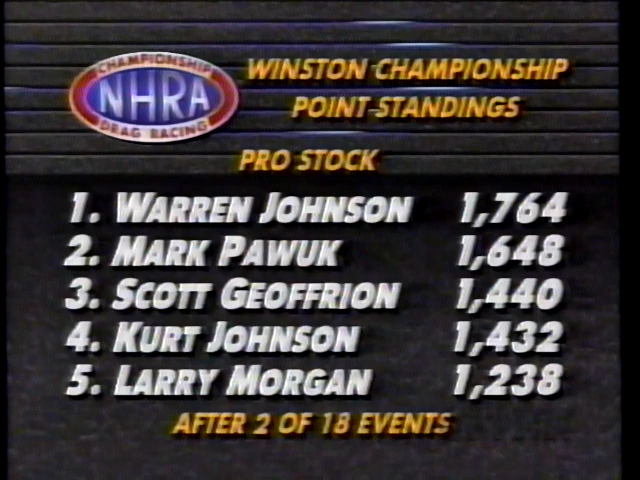 CHAMPIONSHIP
NHRA
DRAG RACING
WINSTON CHAMPIONSHIP
POINT STANDINGS
PRO STOCK
1. WARREN JOHNSON 1,764
2. MARK PAWUK 1,648
3. SCOTT GEOFFRION 1,440
4. KURT JOHNSON 1,432
5. LARRY MORGAN 1,238
AFTER 2 OF 18 EVENTS